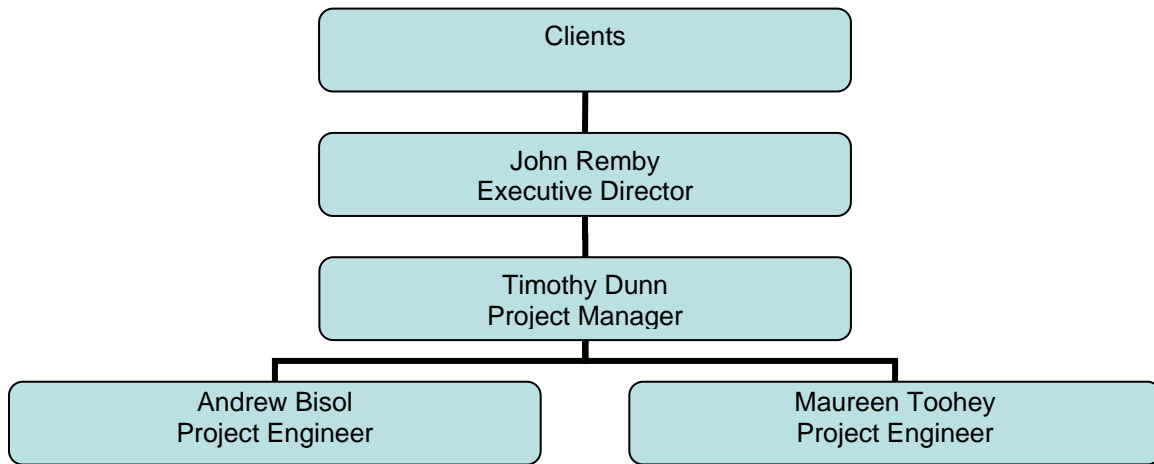 Clients
John Remby
Executive Director
Timothy Dunn
Project Manager
Andrew Bisol
Project Engineer
Maureen Toohey
Project Engineer